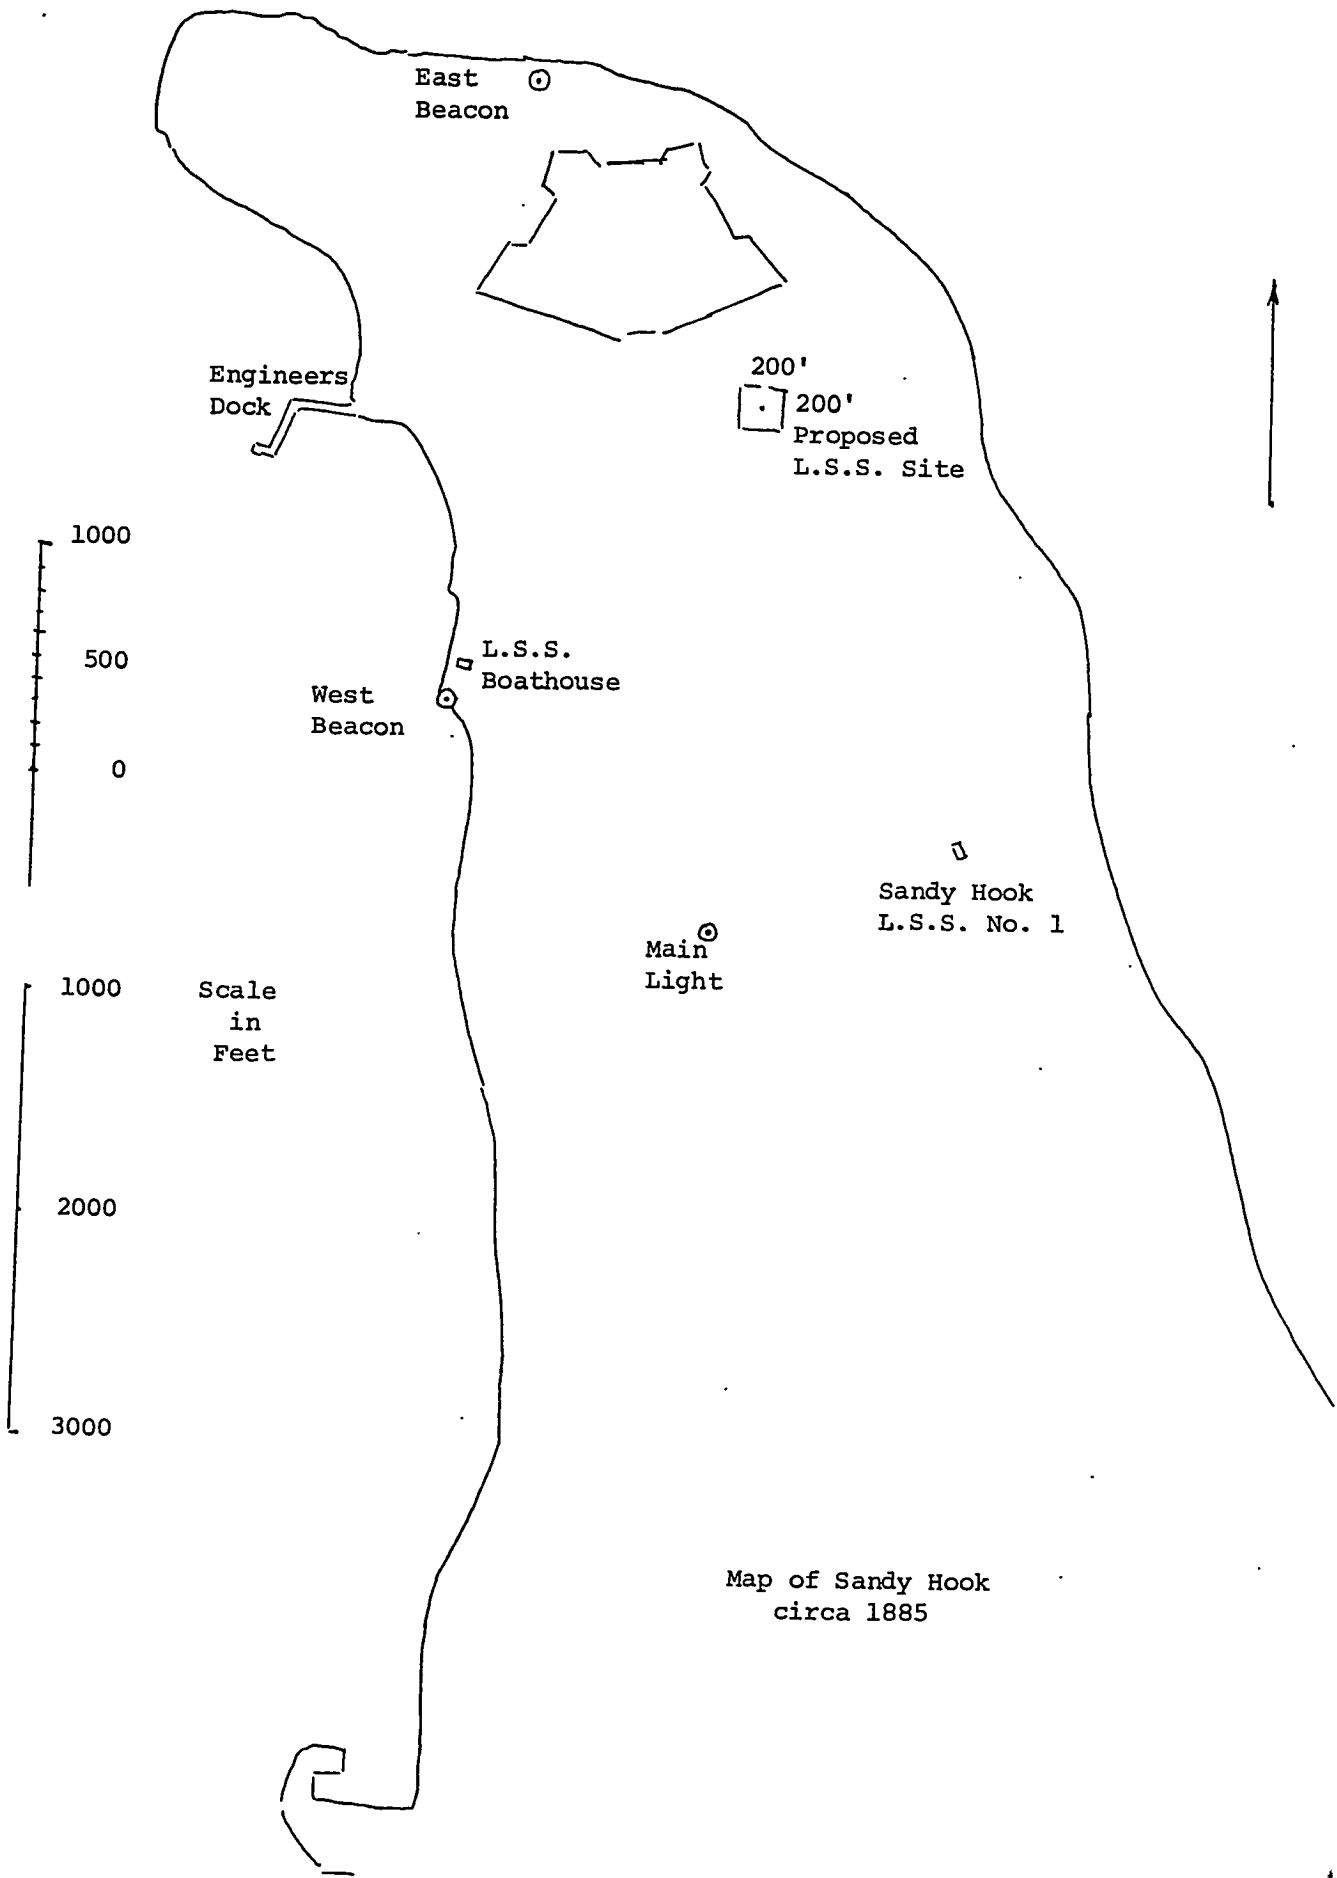 East
Beacon
200'
Engineers
Dock
200'
Proposed
L.S.S. Site
1000
500
0
L.S.S.
Boathouse
West
Beacon
Sandy Hook
L.S.S. No. 1
Main
Light
1000
Scale
in
Feet
2000
3000
Map of Sandy Hook
circa 1885